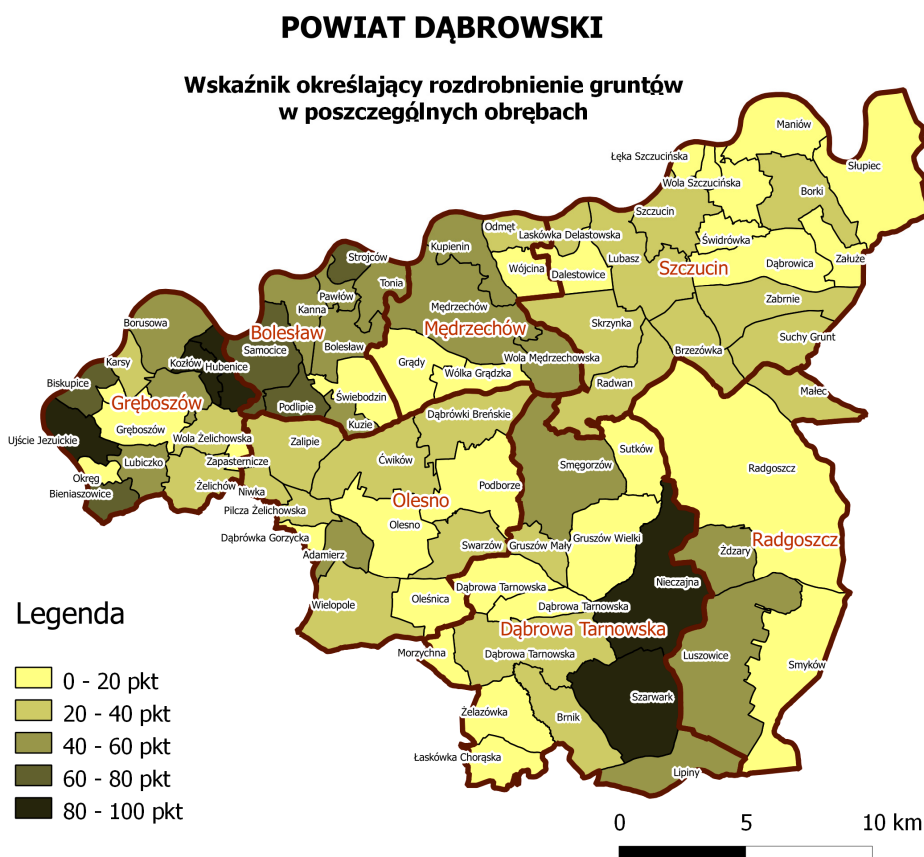 POWIAT DĄBROWSKI
Wskaźnik określający rozdrobnienie gruntów
w poszczególnych obrębach
Maniów
Łęka Szczucińska
Słupiec
Wola Szczucińska
Borki
Szczucin
Odmęt
Laskówka Delastowska
Świdrówka
Kupienin
Strojców
Lubasz
Załuże
Wójcina
Dalestowice
Szczucin
Dąbrowica
Tonia
Pawłów
Kanna
Mędrzechów
Zabrnie
Borusowa
Bolesław
Mędrzechów
Skrzynka
Suchy Grunt
Samocice
Bolesław
Brzezówka
Karsy
Kozłów
Hubenice
Grądy
Wola Mędrzechowska
Wólka Grądzka
Biskupice
Radwan
Małec
Gręboszów
Świebodzin
Podlipie
Dąbrówki Breńskie
Kuzie
Gręboszów
Ujście Jezuickie
Wola Żelichowska
Zalipie
Sutków
Lubiczko
Zapasternicze
Ćwików
Smęgorzów
Radgoszcz
Okręg
Żelichów
Niwka
Podborze
Bieniaszowice
Olesno
Pilcza Żelichowska
Olesno
Dąbrówka Gorzycka
Swarzów
Gruszów Mały
Gruszów Wielki
Radgoszcz
Adamierz
Żdzary
Nieczajna
Dąbrowa Tarnowska
Wielopole
Oleśnica
Dąbrowa Tarnowska
Legenda
Dąbrowa Tarnowska
Morzychna
Dąbrowa Tarnowska
Luszowice
Smyków
0 - 20 pkt
Szarwark
20 - 40 pkt
Żelazówka
Brnik
40 - 60 pkt
Łaskówka Chorąska
Lipiny
60 - 80 pkt
80 - 100 pkt
0 5 10 km